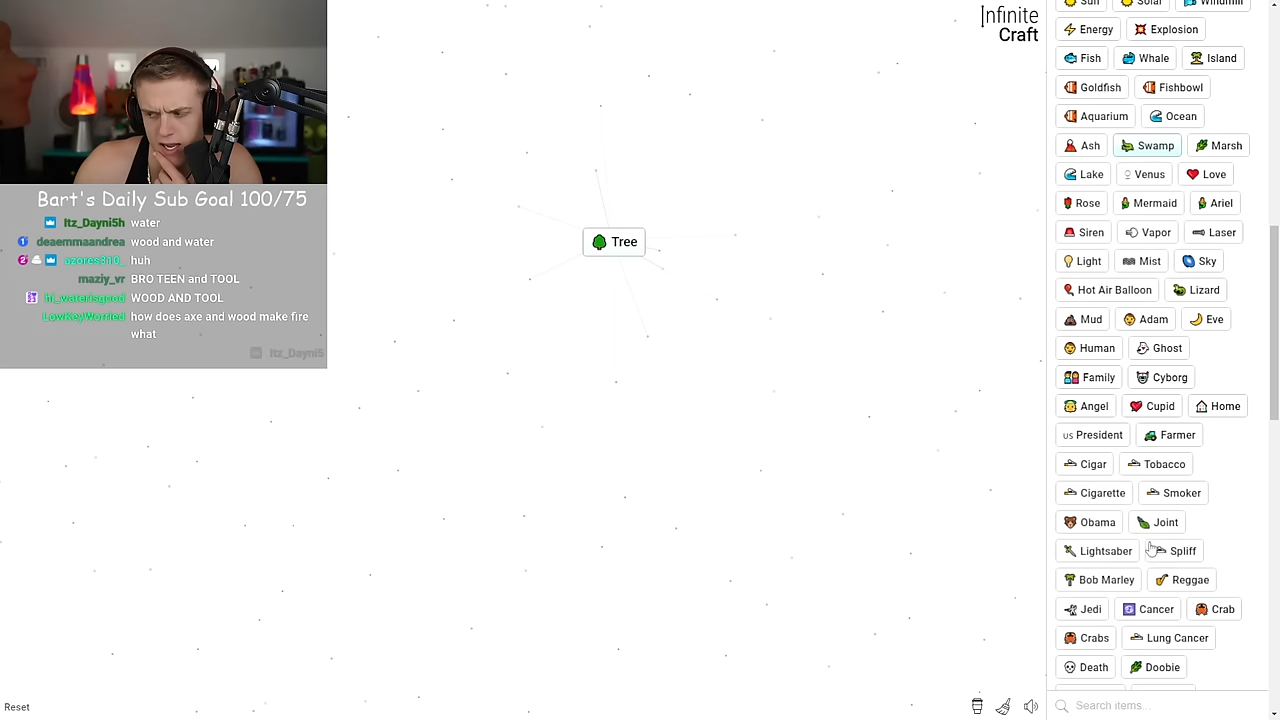 Infinite
Craft
Bart's Daily Sub Goal 100/75
Itz_Dayni5h water
deaemmaandrea wood and water
azores310_ huh
maziy_vr BRO TEEN and TOOL
hi_waterisgood WOOD AND TOOL
LowKeyWorried how does axe and wood make fire
what
Itz_Dayni5
Tree
Sun Solar Windmill
Energy Explosion
Fish Whale Island
Goldfish Fishbowl
Aquarium Ocean
Ash Swamp Marsh
Lake Venus Love
Rose Mermaid Ariel
Siren Vapor Laser
Light Mist Sky
Hot Air Balloon Lizard
Mud Adam Eve
Human Ghost
Family Cyborg
Angel Cupid Home
US President Farmer
Cigar Tobacco
Cigarette Smoker
Obama Joint
Lightsaber Spliff
Bob Marley Reggae
Jedi Cancer Crab
Crabs Lung Cancer
Death Doobie
Search items...
Reset